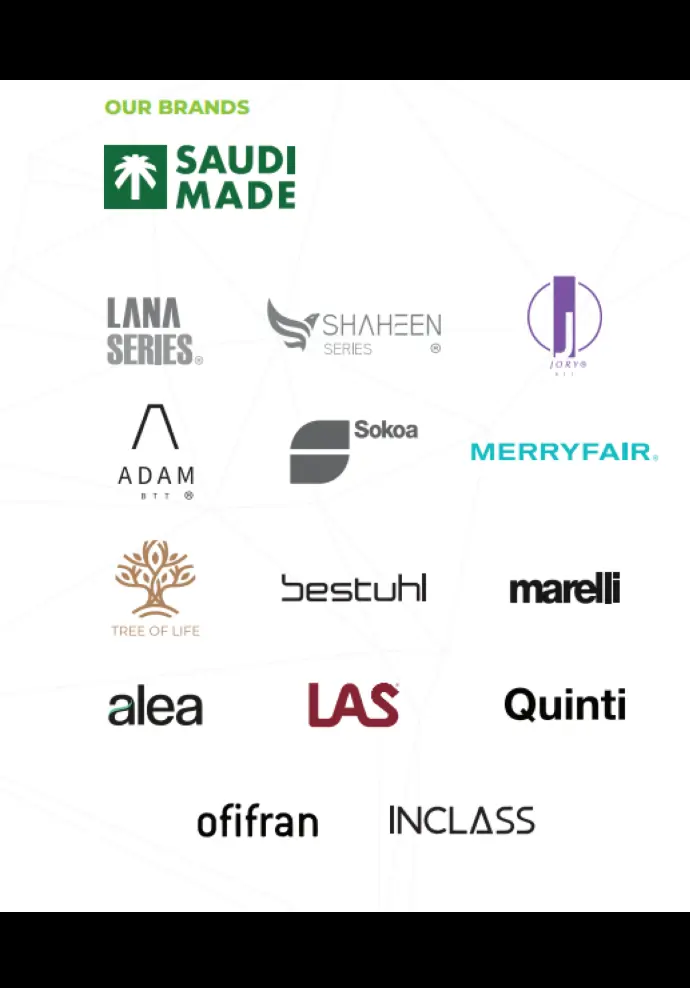 OUR BRANDS
SAUDI
MADE
LANA
SERIES®
SHAHEEN
SERIES ®
J
JORY®
BTT
ADAM
BTT ®
Sokoa
MERRYFAIR®
TREE OF LIFE
bestuhl
marelli
alea
LAS
Quinti
ofifran
INCLASS